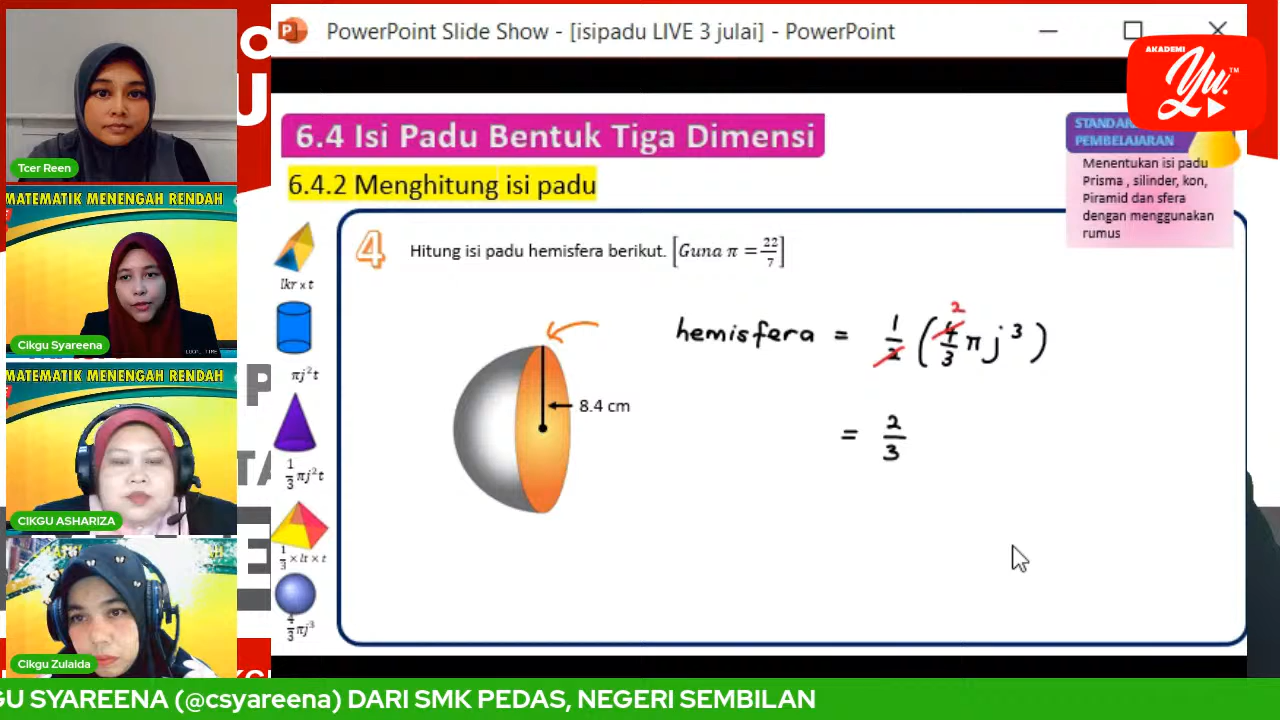 PowerPoint Slide Show - [isipadu LIVE 3 julai] - PowerPoint
AKADEMI
Yu.™
6.4 Isi Padu Bentuk Tiga Dimensi
6.4.2 Menghitung isi padu
STANDAR
PEMBELAJARAN
Menentukan isi padu
Prisma , silinder, kon,
Piramid dan sfera
dengan menggunakan
rumus
4 Hitung isi padu hemisfera berikut. [Guna π = 22/7]
lkr x t
πj²t
1/3 πj²t
1/3 × lt × t
4/3 πj³
8.4 cm
hemisfera = 1/2 (4/3 πj³)
2
= 2/3
Tcer Reen
MATEMATIK MENENGAH RENDAH
Cikgu Syareena
MATEMATIK MENENGAH RENDAH
CIKGU ASHARIZA
Cikgu Zulaida
GU SYAREENA (@csyareena) DARI SMK PEDAS, NEGERI SEMBILAN